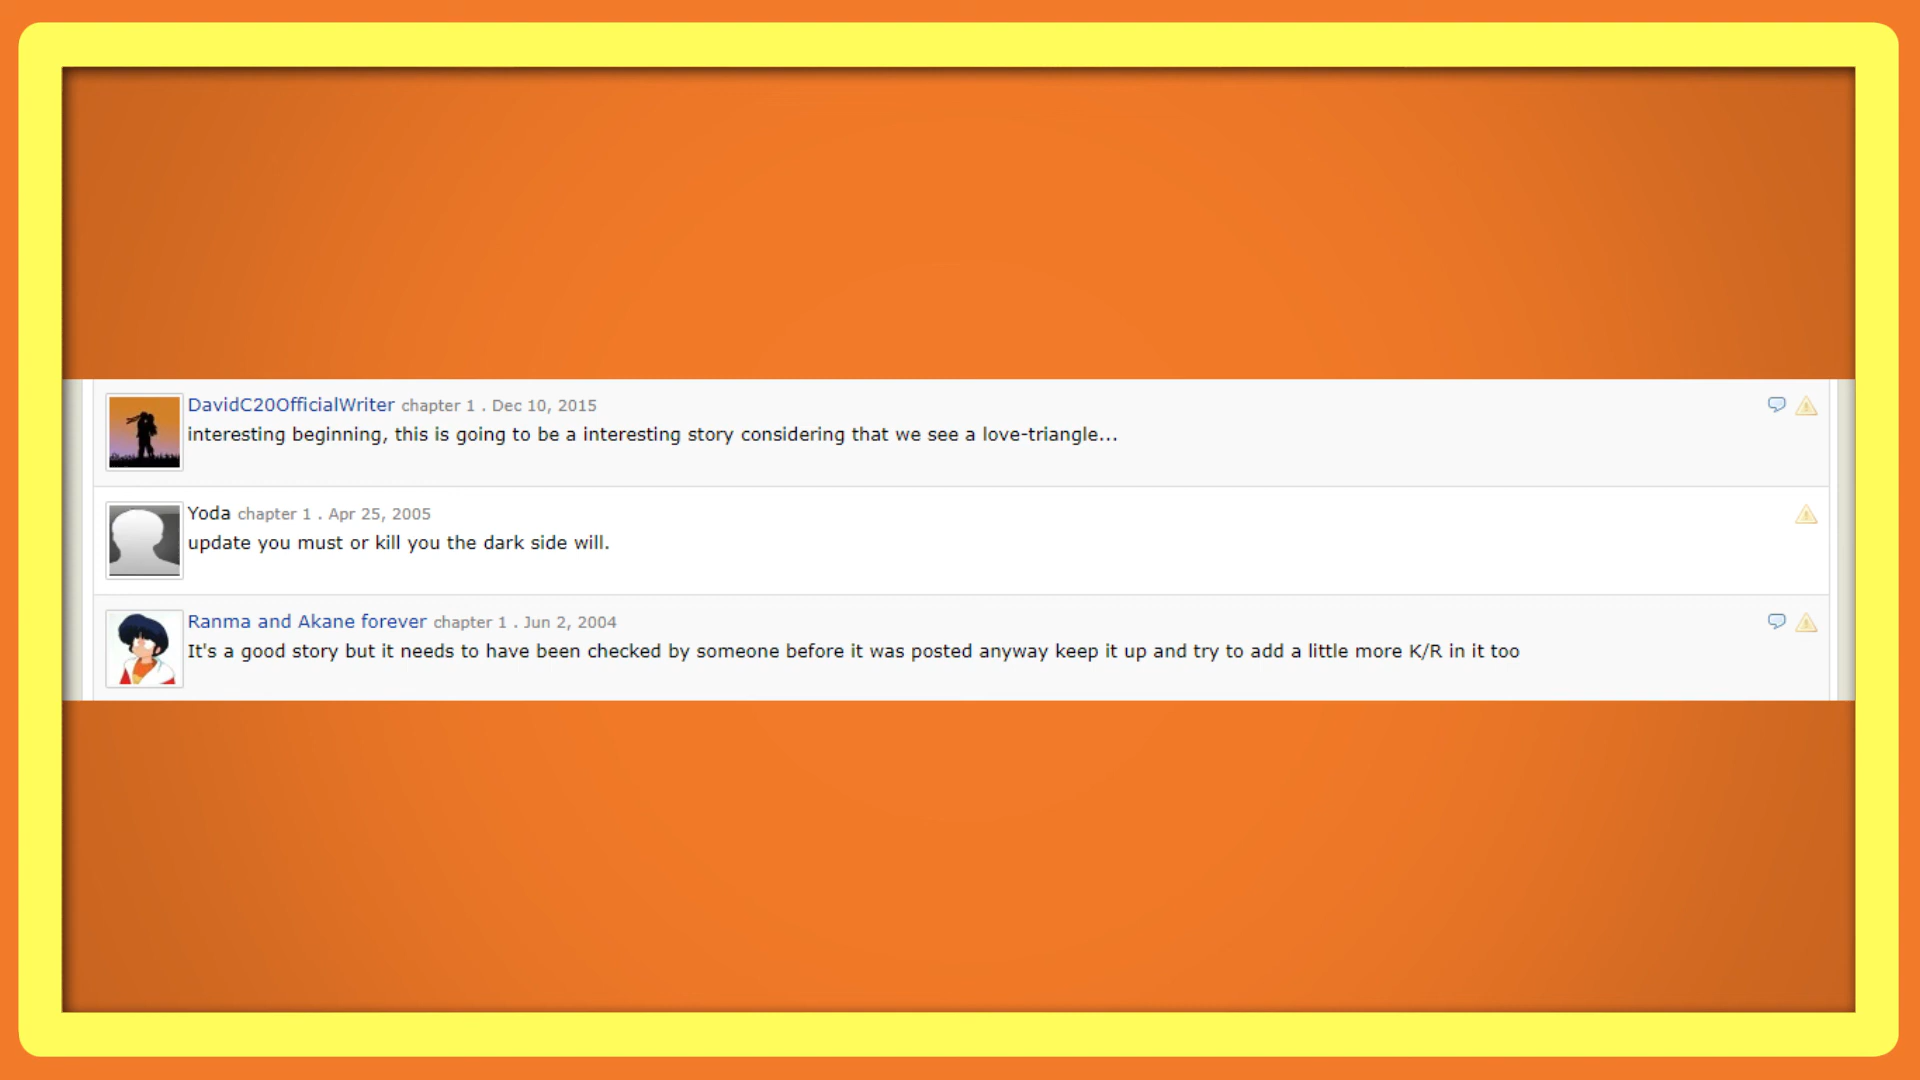 DavidC20OfficialWriter chapter 1 . Dec 10, 2015
interesting beginning, this is going to be a interesting story considering that we see a love-triangle...
Yoda chapter 1 . Apr 25, 2005
update you must or kill you the dark side will.
Ranma and Akane forever chapter 1 . Jun 2, 2004
It's a good story but it needs to have been checked by someone before it was posted anyway keep it up and try to add a little more K/R in it too